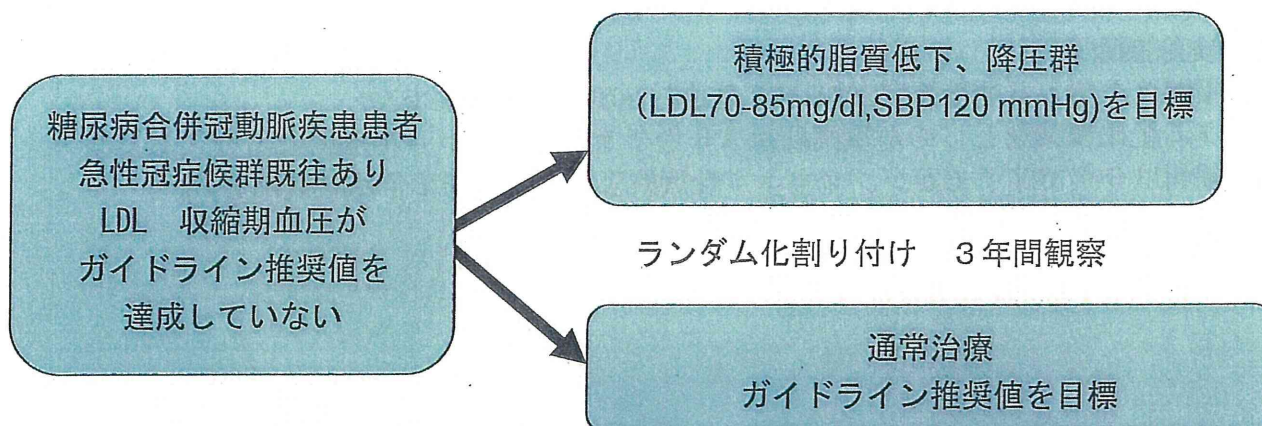 糖尿病合併冠動脈疾患患者
急性冠症候群既往あり
LDL　収縮期血圧が
ガイドライン推奨値を
達成していない
積極的脂質低下、降圧群
（LDL70-85mg/dl,SBP120 mmHg)を目標
ランダム化割り付け　３年間観察
通常治療
ガイドライン推奨値を目標